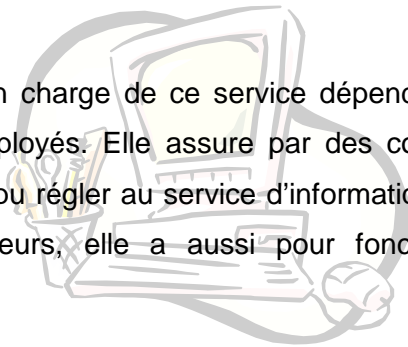 n charge de ce service dépend
ployés. Elle assure par des co
ou régler au service d’informatio
eurs, elle a aussi pour fonc